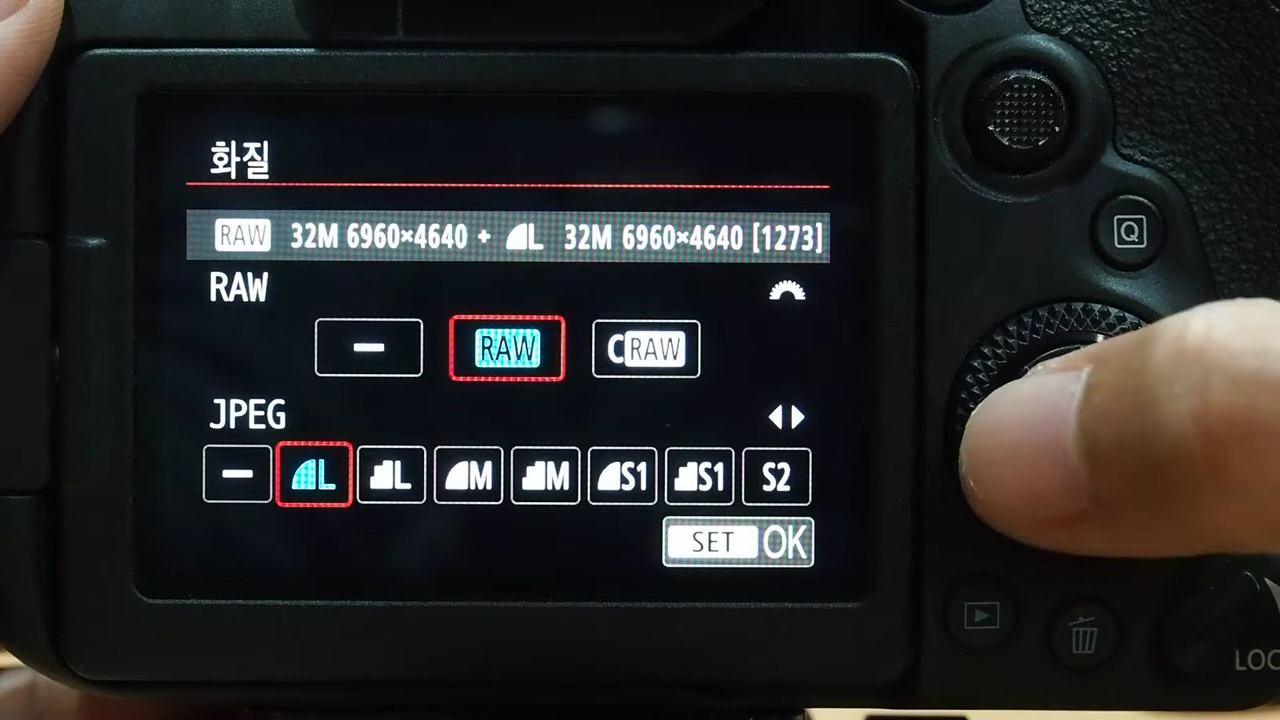 화질
RAW 32M 6960×4640 + L 32M 6960×4640 [1273]
RAW
− RAW CRAW
JPEG
− L L M M S1 S1 S2
SET OK
Q
LOC